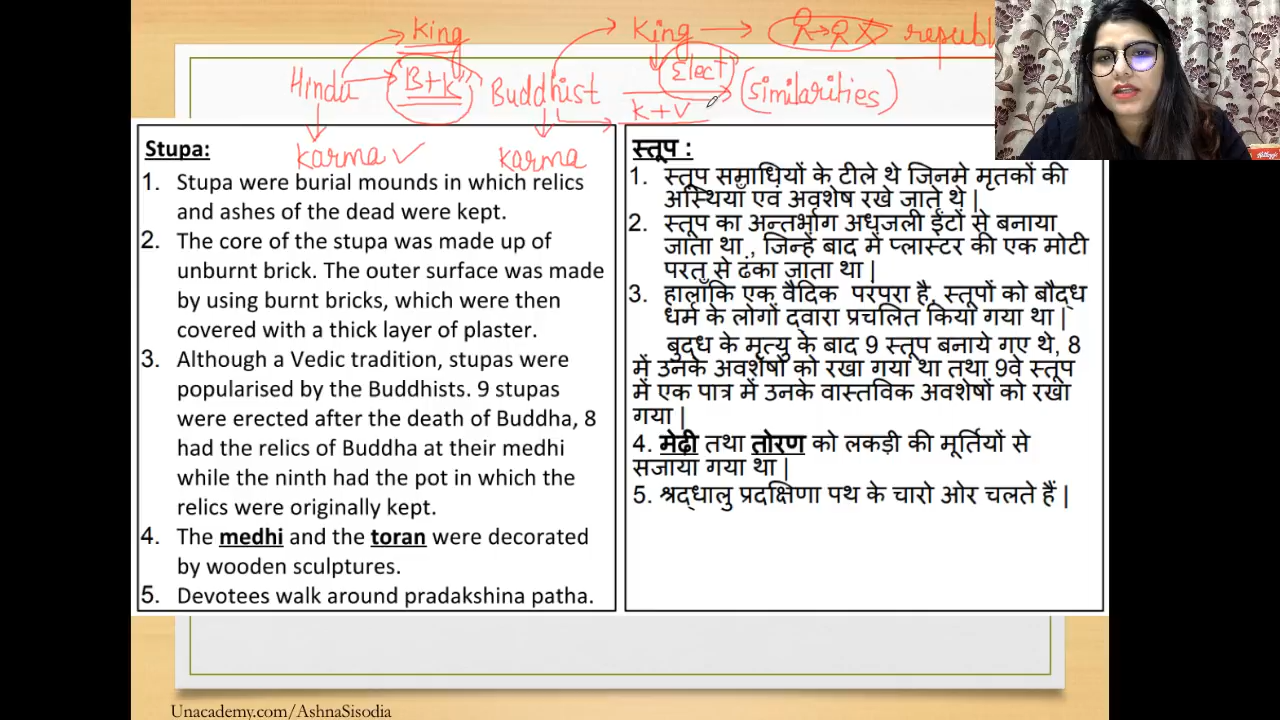 King
King → R→R X republ
Hindu → B+K Buddhist Elect (similarities)
K+V
karma ✓ karma
Stupa:
1. Stupa were burial mounds in which relics
and ashes of the dead were kept.
2. The core of the stupa was made up of
unburnt brick. The outer surface was made
by using burnt bricks, which were then
covered with a thick layer of plaster.
3. Although a Vedic tradition, stupas were
popularised by the Buddhists. 9 stupas
were erected after the death of Buddha, 8
had the relics of Buddha at their medhi
while the ninth had the pot in which the
relics were originally kept.
4. The medhi and the toran were decorated
by wooden sculptures.
5. Devotees walk around pradakshina patha.
स्तूप :
1. स्तूप समाधियों के टीले थे जिनमे मृतकों की
अस्थियाँ एवं अवशेष रखे जाते थे |
2. स्तूप का अन्तर्भाग अधजली ईंटों से बनाया
जाता था , जिन्हें बाद में प्लास्टर की एक मोटी
परत से ढंका जाता था |
3. हालाँकि एक वैदिक परंपरा है, स्तूपों को बौद्ध
धर्म के लोगों द्वारा प्रचलित किया गया था |
बुद्ध के मृत्यु के बाद 9 स्तूप बनाये गए थे, 8
में उनके अवशेषों को रखा गया था तथा 9वे स्तूप
में एक पात्र में उनके वास्तविक अवशेषों को रखा
गया |
4. मेढ़ी तथा तोरण को लकड़ी की मूर्तियों से
सजाया गया था |
5. श्रद्धालु प्रदक्षिणा पथ के चारो ओर चलते हैं |
Unacademy.com/AshnaSisodia